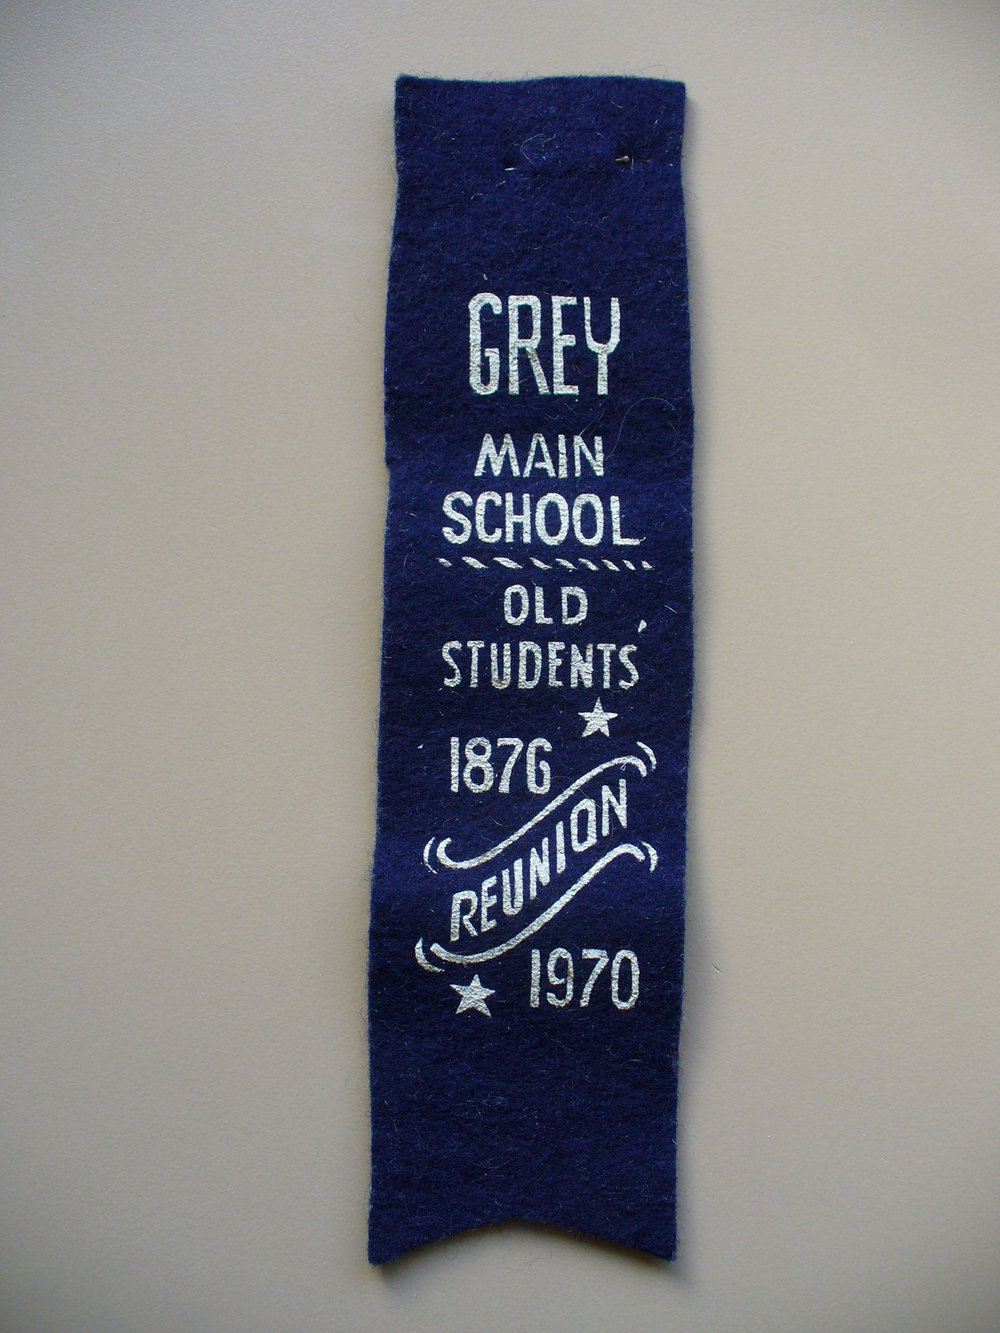 GREY
MAIN
SCHOOL
OLD
STUDENTS'
1876
REUNION
1970